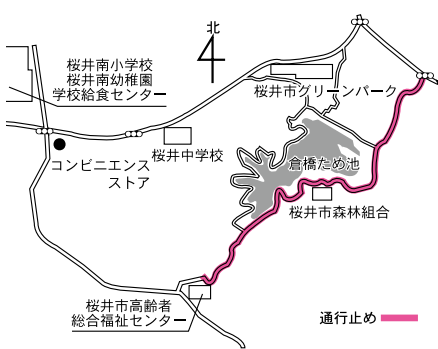 北
桜井南小学校
桜井南幼稚園
学校給食センター
桜井市グリーンパーク
桜井中学校
コンビニエンス
ストア
倉橋ため池
桜井市森林組合
桜井市高齢者
総合福祉センター
通行止め